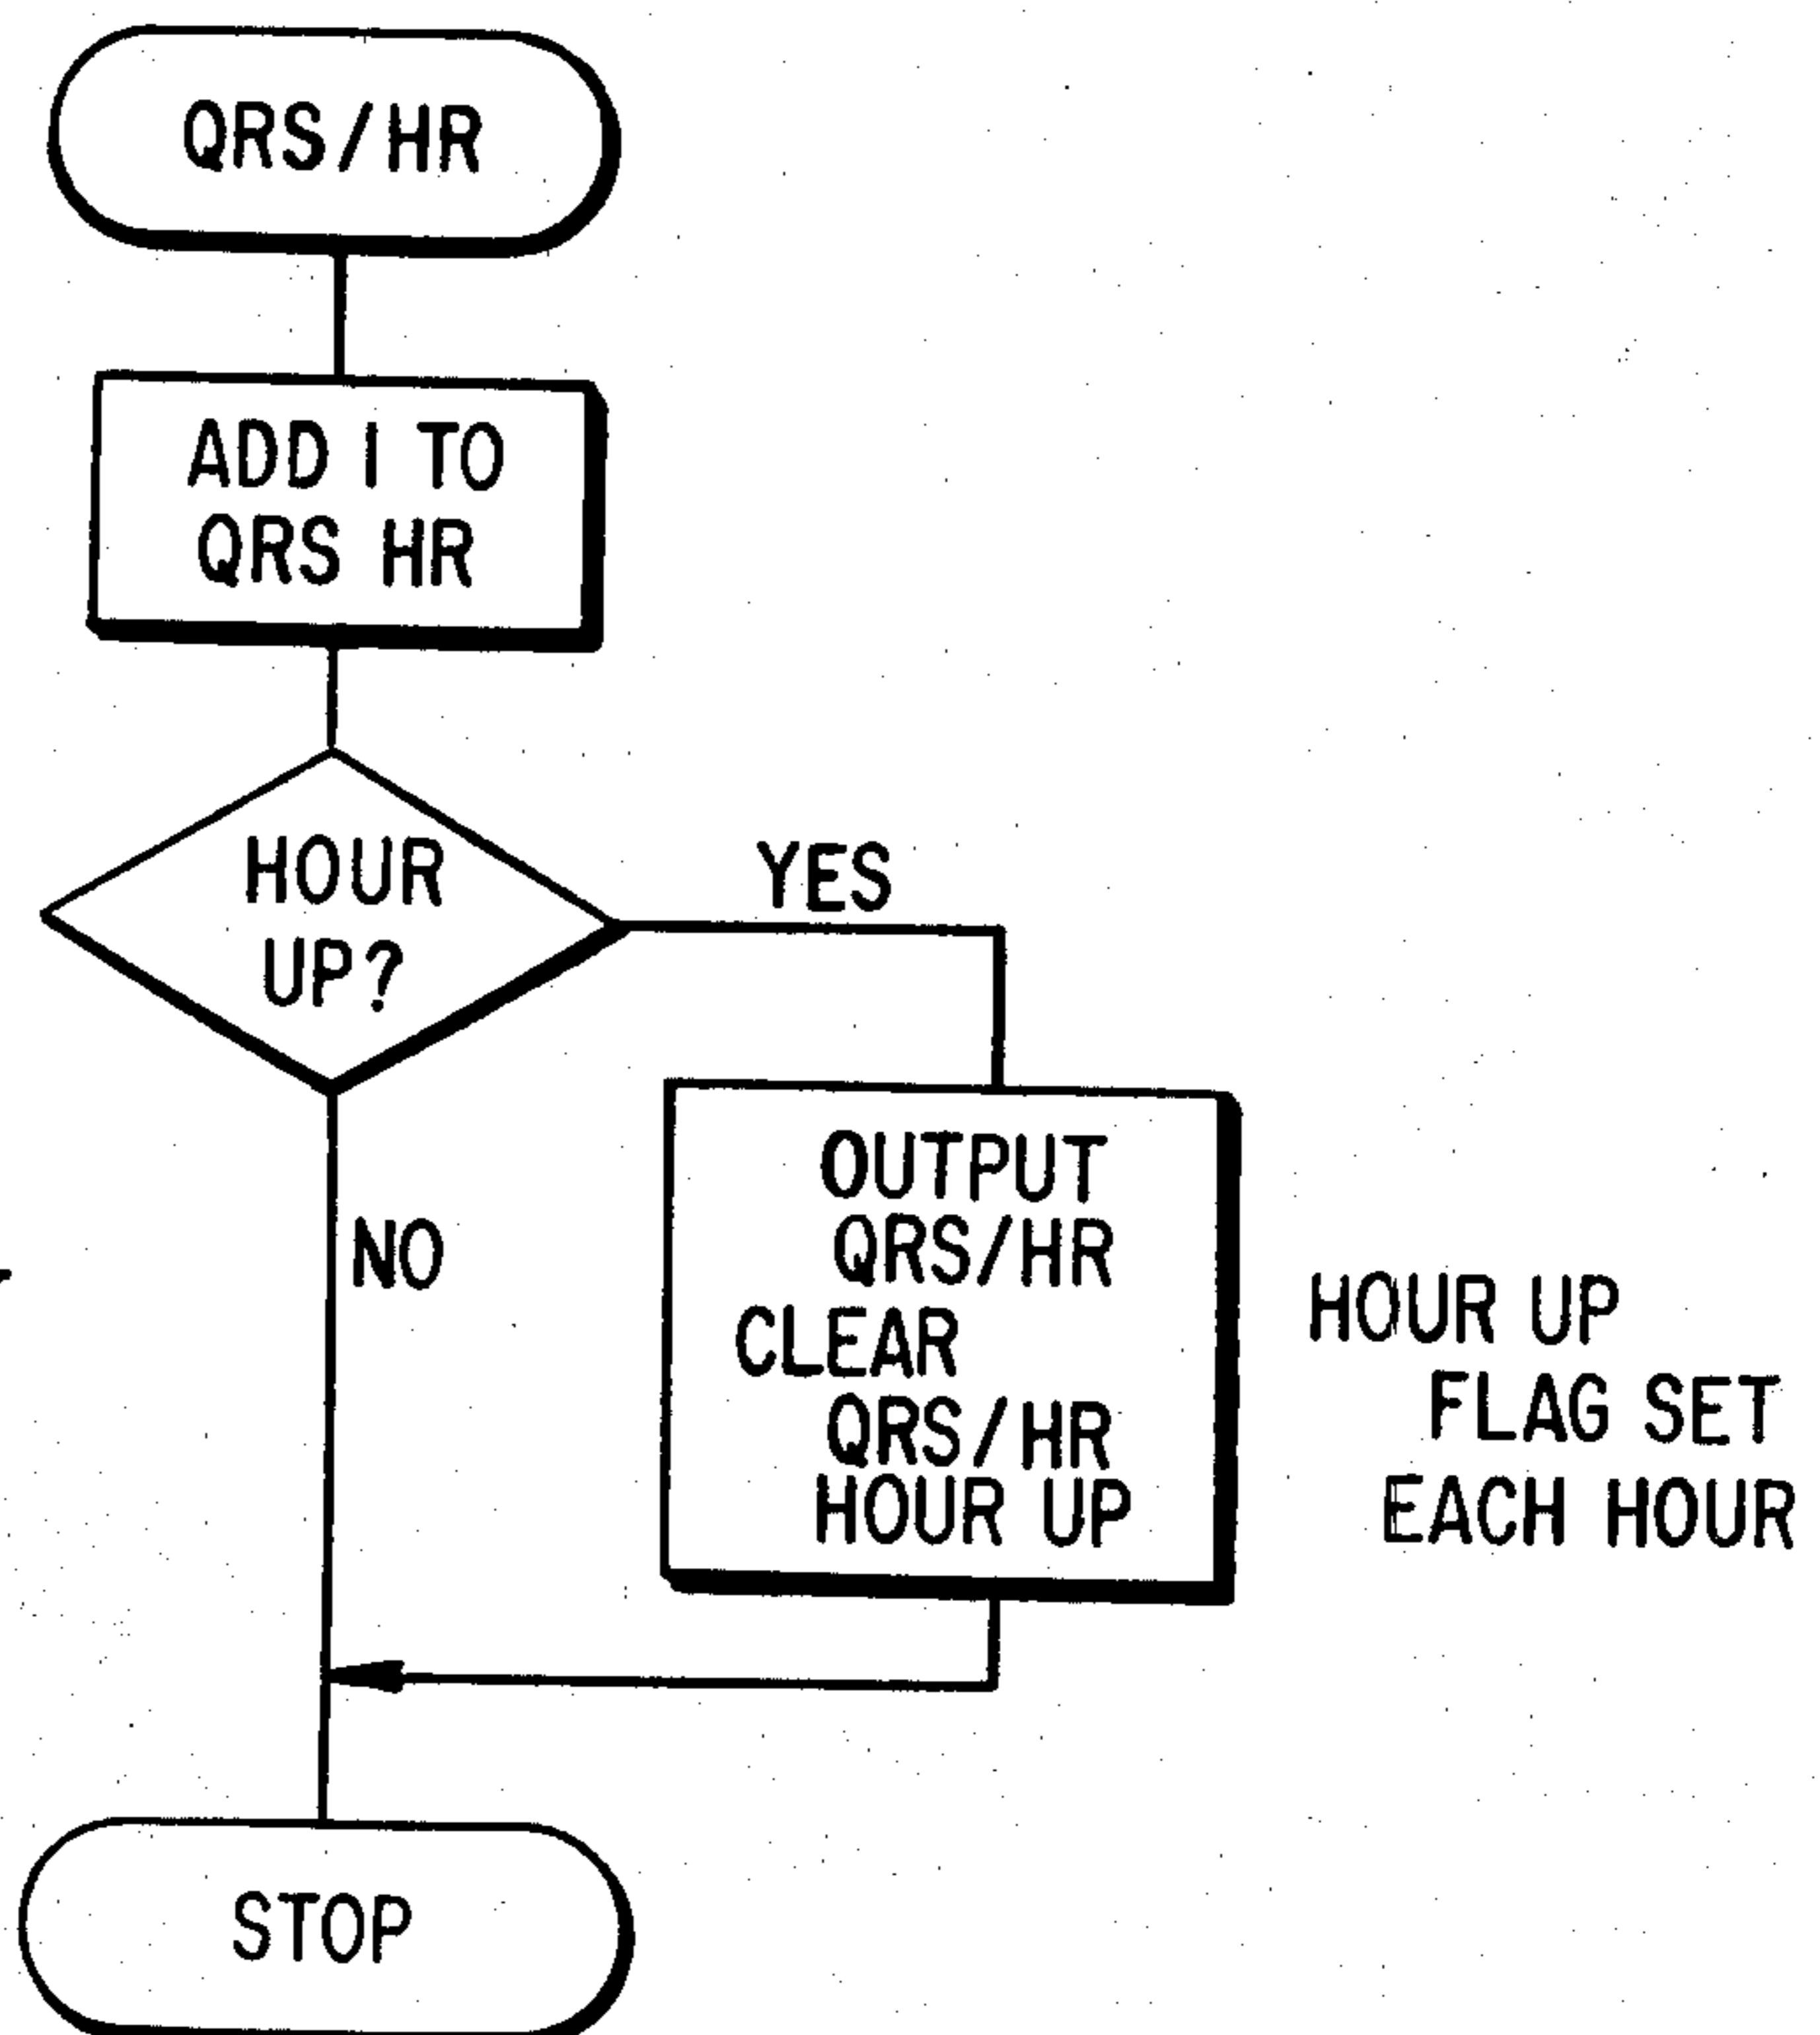 QRS/HR
ADD 1 TO
QRS HR
HOUR
UP?
YES
NO
OUTPUT
QRS/HR
CLEAR
QRS/HR
HOUR UP
HOUR UP
FLAG SET
EACH HOUR
STOP